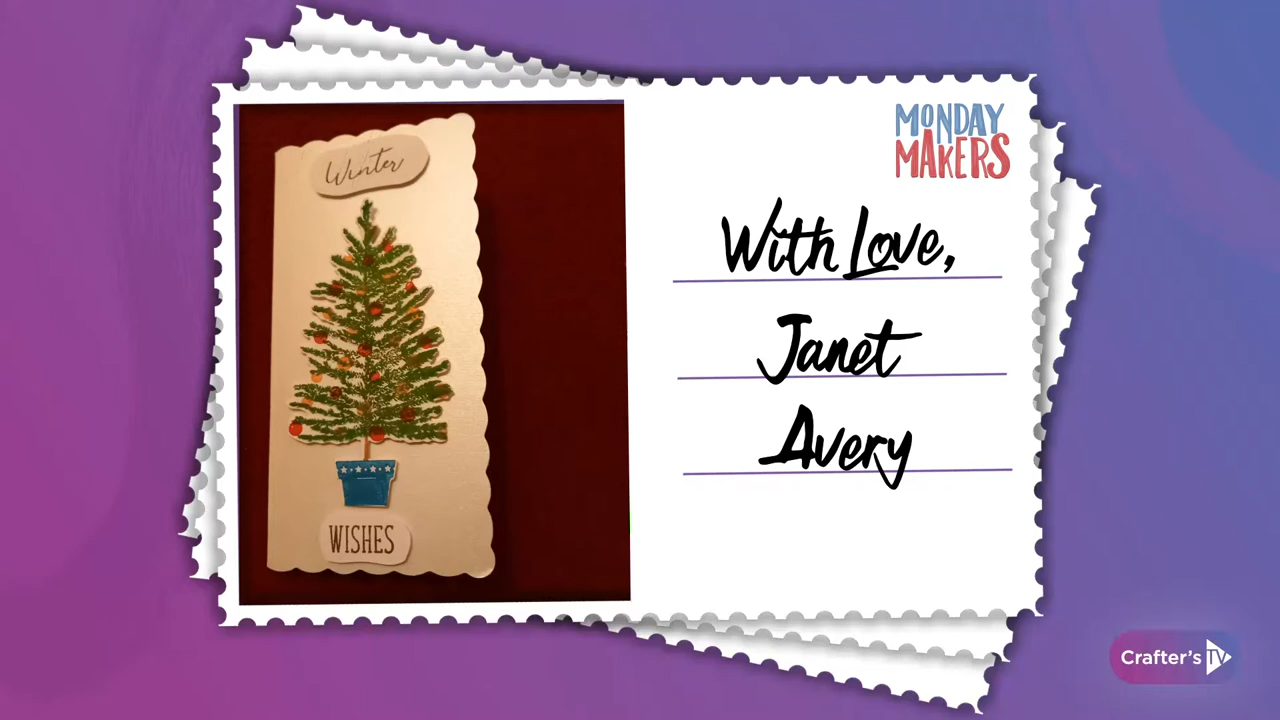 Winter
WISHES
MONDAY
MAKERS
With Love,
Janet
Avery
Crafter's TV